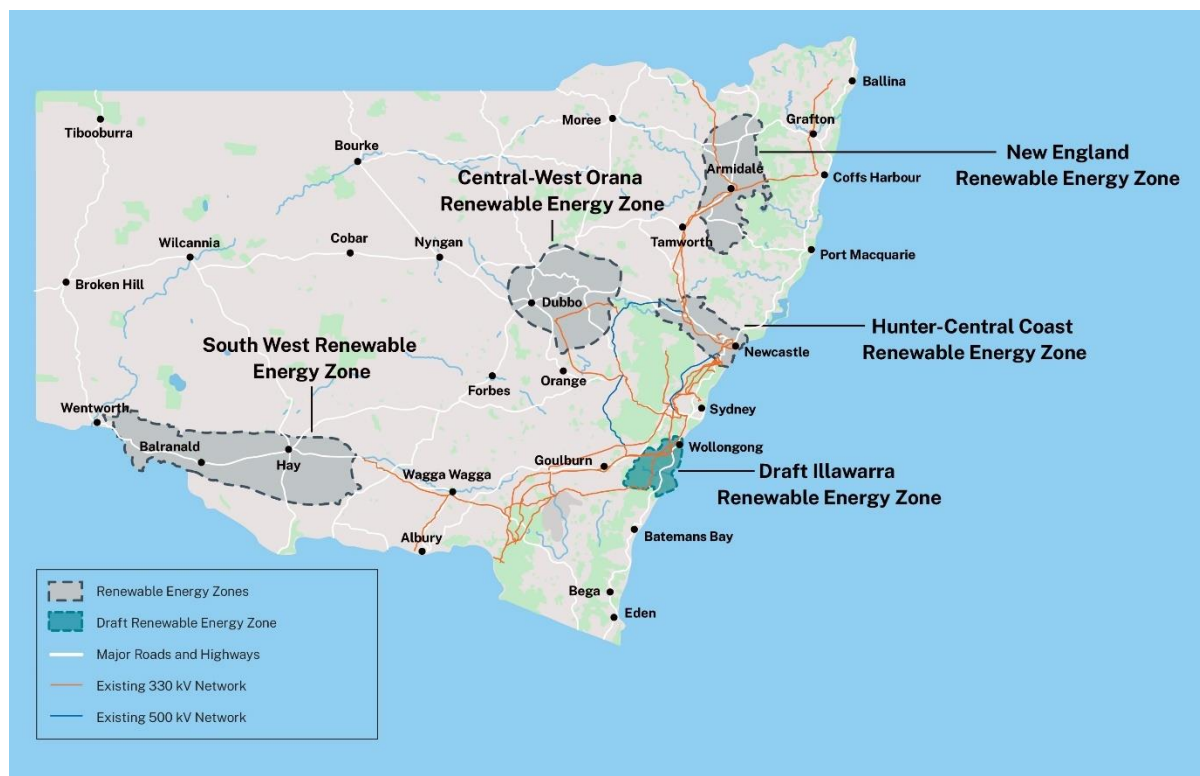 Ballina
Tibooburra
Moree
Grafton
Bourke
New England
Renewable Energy Zone
Central-West Orana
Renewable Energy Zone
Armidale
Coffs Harbour
Tamworth
Wilcannia
Cobar
Nyngan
Port Macquarie
Broken Hill
Dubbo
Hunter-Central Coast
Renewable Energy Zone
South West Renewable
Energy Zone
Newcastle
Orange
Forbes
Wentworth
Sydney
Balranald
Hay
Wollongong
Goulburn
Wagga Wagga
Draft Illawarra
Renewable Energy Zone
Albury
Batemans Bay
Bega
Eden
Renewable Energy Zones
Draft Renewable Energy Zone
Major Roads and Highways
Existing 330 kV Network
Existing 500 kV Network